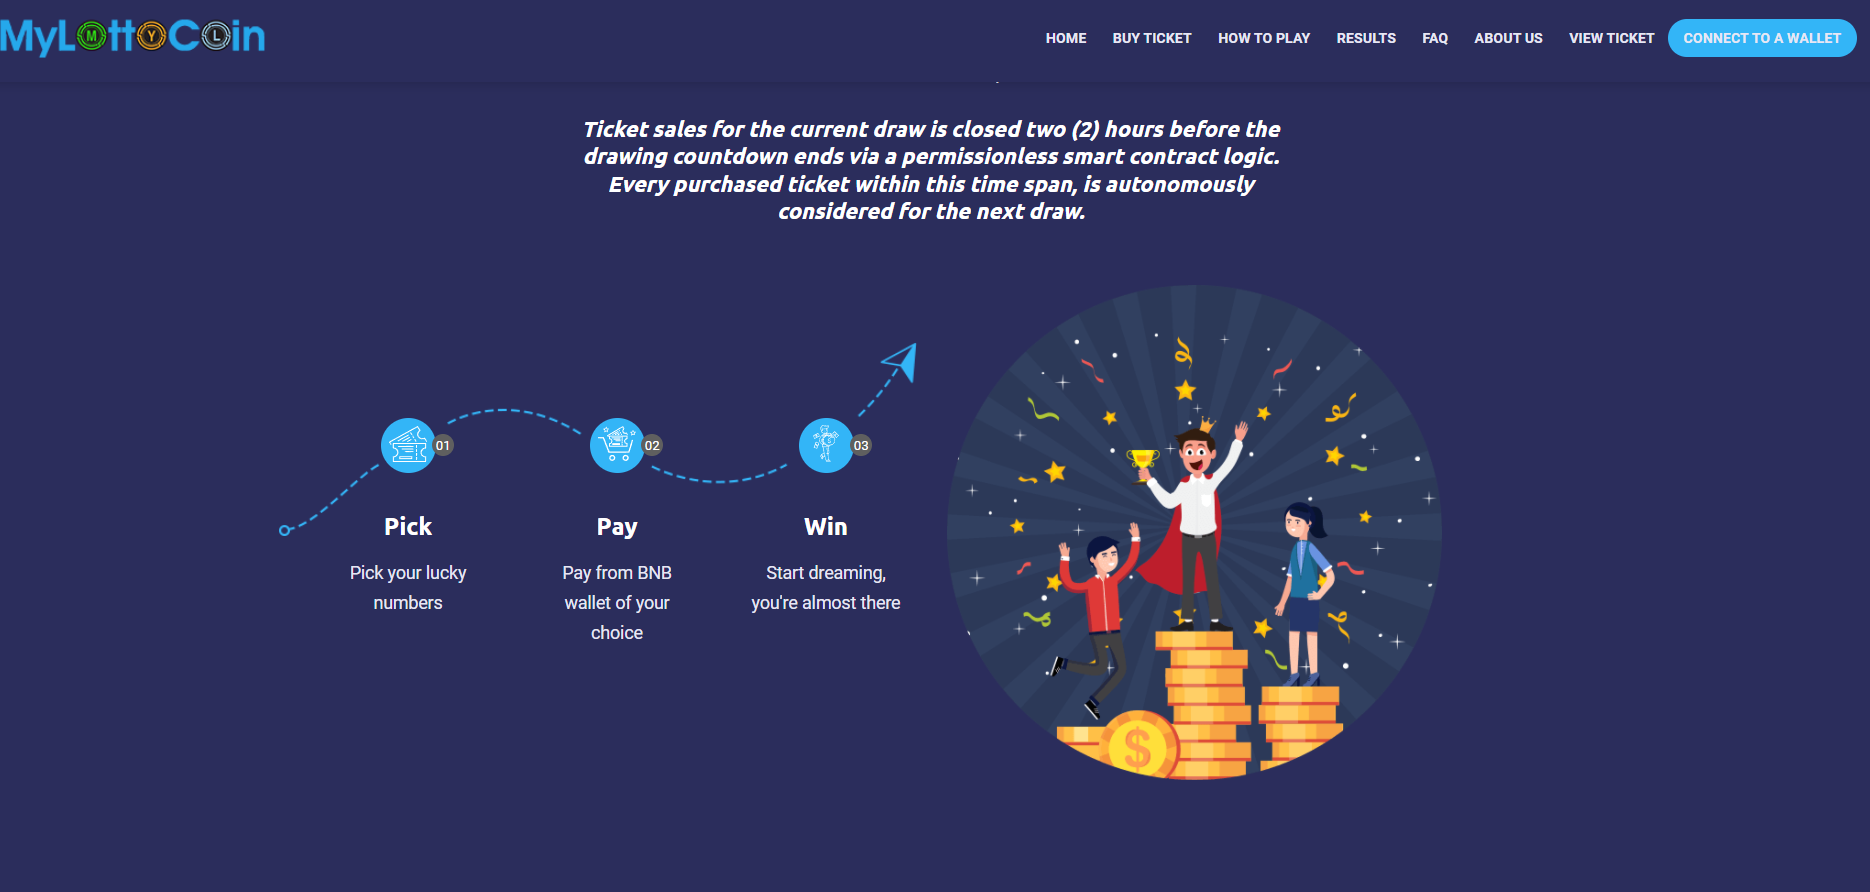 MyLottoCoin
HOME BUY TICKET HOW TO PLAY RESULTS FAQ ABOUT US VIEW TICKET CONNECT TO A WALLET
Ticket sales for the current draw is closed two (2) hours before the
drawing countdown ends via a permissionless smart contract logic.
Every purchased ticket within this time span, is autonomously
considered for the next draw.
01
02
03
Pick
Pick your lucky
numbers
Pay
Pay from BNB
wallet of your
choice
Win
Start dreaming,
you're almost there
$